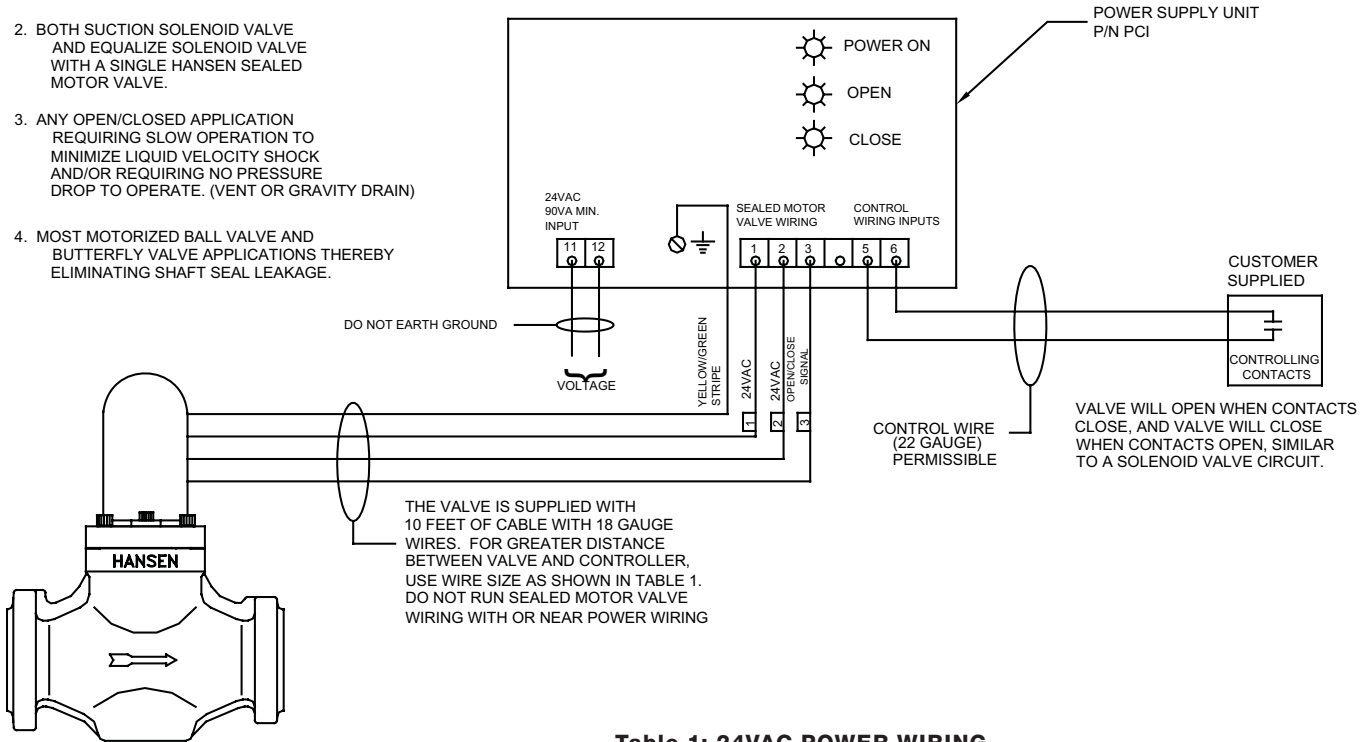 2. BOTH SUCTION SOLENOID VALVE
AND EQUALIZE SOLENOID VALVE
WITH A SINGLE HANSEN SEALED
MOTOR VALVE.
3. ANY OPEN/CLOSED APPLICATION
REQUIRING SLOW OPERATION TO
MINIMIZE LIQUID VELOCITY SHOCK
AND/OR REQUIRING NO PRESSURE
DROP TO OPERATE. (VENT OR GRAVITY DRAIN)
4. MOST MOTORIZED BALL VALVE AND
BUTTERFLY VALVE APPLICATIONS THEREBY
ELIMINATING SHAFT SEAL LEAKAGE.
POWER SUPPLY UNIT
P/N PCI
POWER ON
OPEN
CLOSE
24VAC
90VA MIN.
INPUT
11 12
SEALED MOTOR
VALVE WIRING
CONTROL
WIRING INPUTS
1 2 3 5 6
DO NOT EARTH GROUND
VOLTAGE
YELLOW/GREEN
STRIPE
24VAC
1
24VAC
2
OPEN/CLOSE
SIGNAL
3
CUSTOMER
SUPPLIED
CONTROLLING
CONTACTS
CONTROL WIRE
(22 GAUGE)
PERMISSIBLE
VALVE WILL OPEN WHEN CONTACTS
CLOSE, AND VALVE WILL CLOSE
WHEN CONTACTS OPEN, SIMILAR
TO A SOLENOID VALVE CIRCUIT.
THE VALVE IS SUPPLIED WITH
10 FEET OF CABLE WITH 18 GAUGE
WIRES. FOR GREATER DISTANCE
BETWEEN VALVE AND CONTROLLER,
USE WIRE SIZE AS SHOWN IN TABLE 1.
DO NOT RUN SEALED MOTOR VALVE
WIRING WITH OR NEAR POWER WIRING
HANSEN
Table 1: 24VAC POWER WIRING